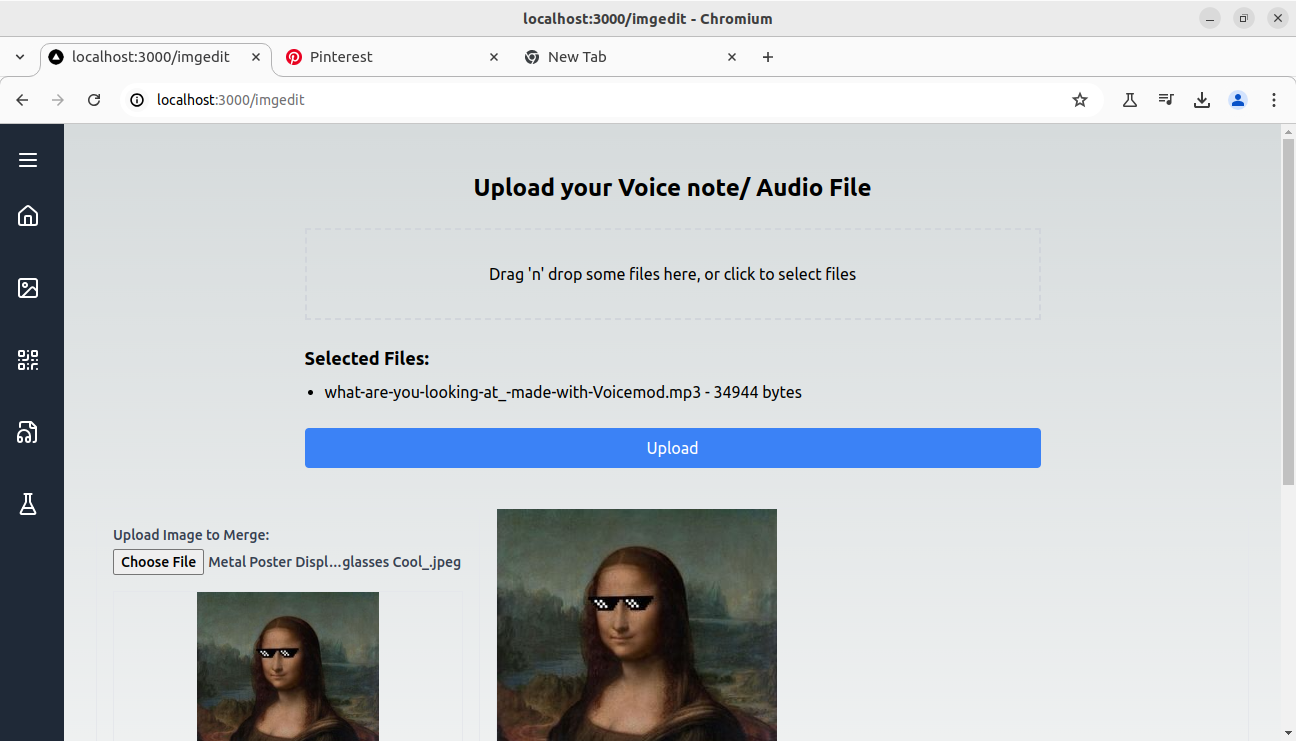 localhost:3000/imgedit - Chromium
localhost:3000/imgedit
Pinterest
New Tab
localhost:3000/imgedit
Upload your Voice note/ Audio File
Drag 'n' drop some files here, or click to select files
Selected Files:
• what-are-you-looking-at_-made-with-Voicemod.mp3 - 34944 bytes
Upload
Upload Image to Merge:
Choose File Metal Poster Displ...glasses Cool_.jpeg